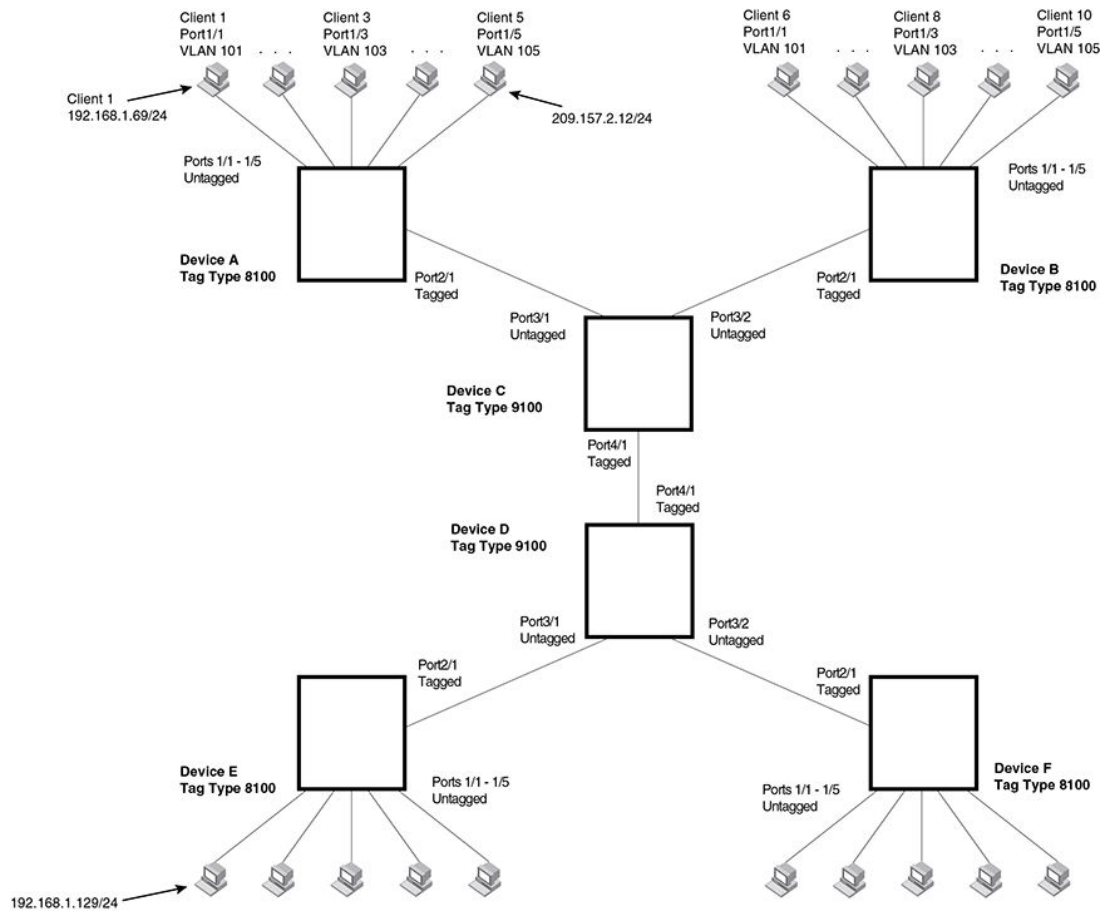 Client 1
Port1/1
VLAN 101
. . .
Client 3
Port1/3
VLAN 103
. . .
Client 5
Port1/5
VLAN 105
Client 6
Port1/1
VLAN 101
. . .
Client 8
Port1/3
VLAN 103
. . .
Client 10
Port1/5
VLAN 105
Client 1
192.168.1.69/24
209.157.2.12/24
Ports 1/1 - 1/5
Untagged
Ports 1/1 - 1/5
Untagged
Device A
Tag Type 8100
Port2/1
Tagged
Port2/1
Tagged
Device B
Tag Type 8100
Port3/1
Untagged
Port3/2
Untagged
Device C
Tag Type 9100
Port4/1
Tagged
Port4/1
Tagged
Device D
Tag Type 9100
Port3/1
Untagged
Port3/2
Untagged
Port2/1
Tagged
Port2/1
Tagged
Device E
Tag Type 8100
Ports 1/1 - 1/5
Untagged
Ports 1/1 - 1/5
Untagged
Device F
Tag Type 8100
192.168.1.129/24